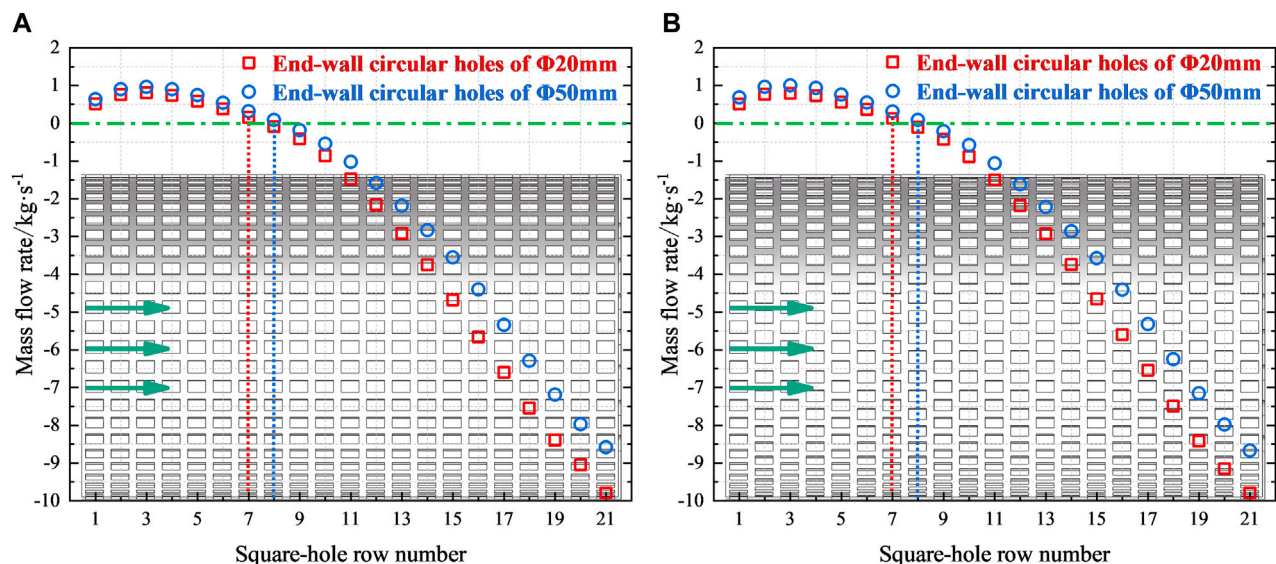 A
Mass flow rate/kg·s⁻¹
2
1
0
-1
-2
-3
-4
-5
-6
-7
-8
-9
-10
End-wall circular holes of Φ20mm
End-wall circular holes of Φ50mm
1 3 5 7 9 11 13 15 17 19 21
Square-hole row number
B
Mass flow rate/kg·s⁻¹
2
1
0
-1
-2
-3
-4
-5
-6
-7
-8
-9
-10
End-wall circular holes of Φ20mm
End-wall circular holes of Φ50mm
1 3 5 7 9 11 13 15 17 19 21
Square-hole row number